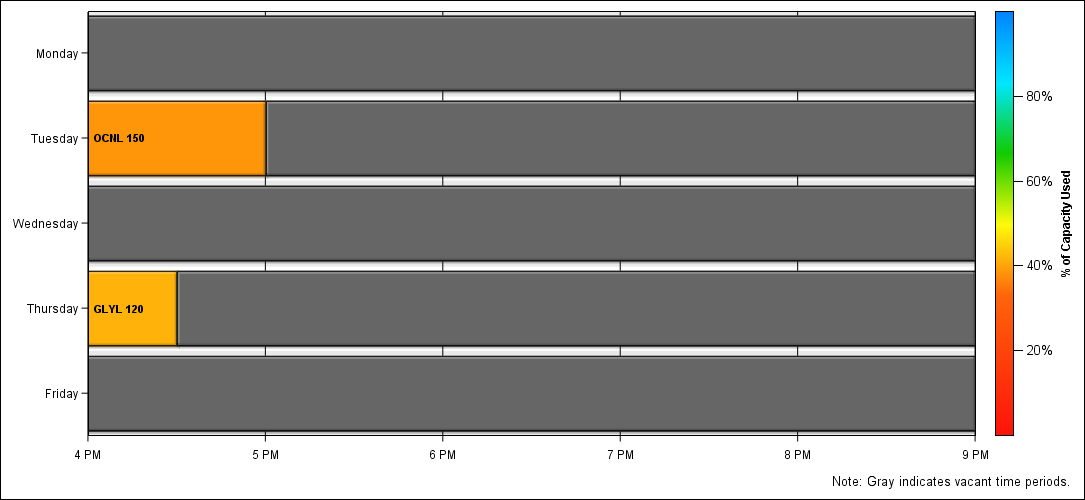 Monday
Tuesday
OCNL 150
Wednesday
Thursday
GLYL 120
Friday
4 PM 5 PM 6 PM 7 PM 8 PM 9 PM
80%
60%
40%
20%
% of Capacity Used
Note: Gray indicates vacant time periods.